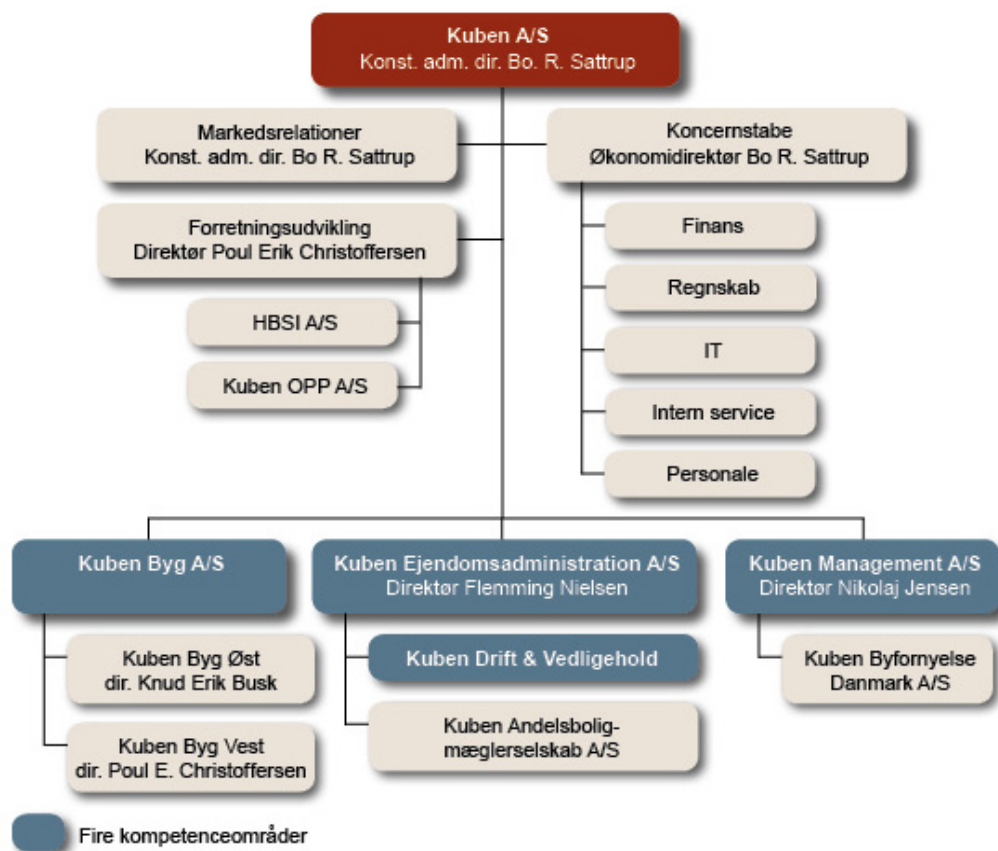 Kuben A/S
Konst. adm. dir. Bo. R. Sattrup
Markedsrelationer
Konst. adm. dir. Bo R. Sattrup
Koncernstabe
Økonomidirektør Bo R. Sattrup
Forretningsudvikling
Direktør Poul Erik Christoffersen
HBSI A/S
Kuben OPP A/S
Finans
Regnskab
IT
Intern service
Personale
Kuben Byg A/S
Kuben Byg Øst
dir. Knud Erik Busk
Kuben Byg Vest
dir. Poul E. Christoffersen
Kuben Ejendomsadministration A/S
Direktør Flemming Nielsen
Kuben Drift & Vedligehold
Kuben Andelsbolig-
mæglerselskab A/S
Kuben Management A/S
Direktør Nikolaj Jensen
Kuben Byfornyelse
Danmark A/S
Fire kompetenceområder